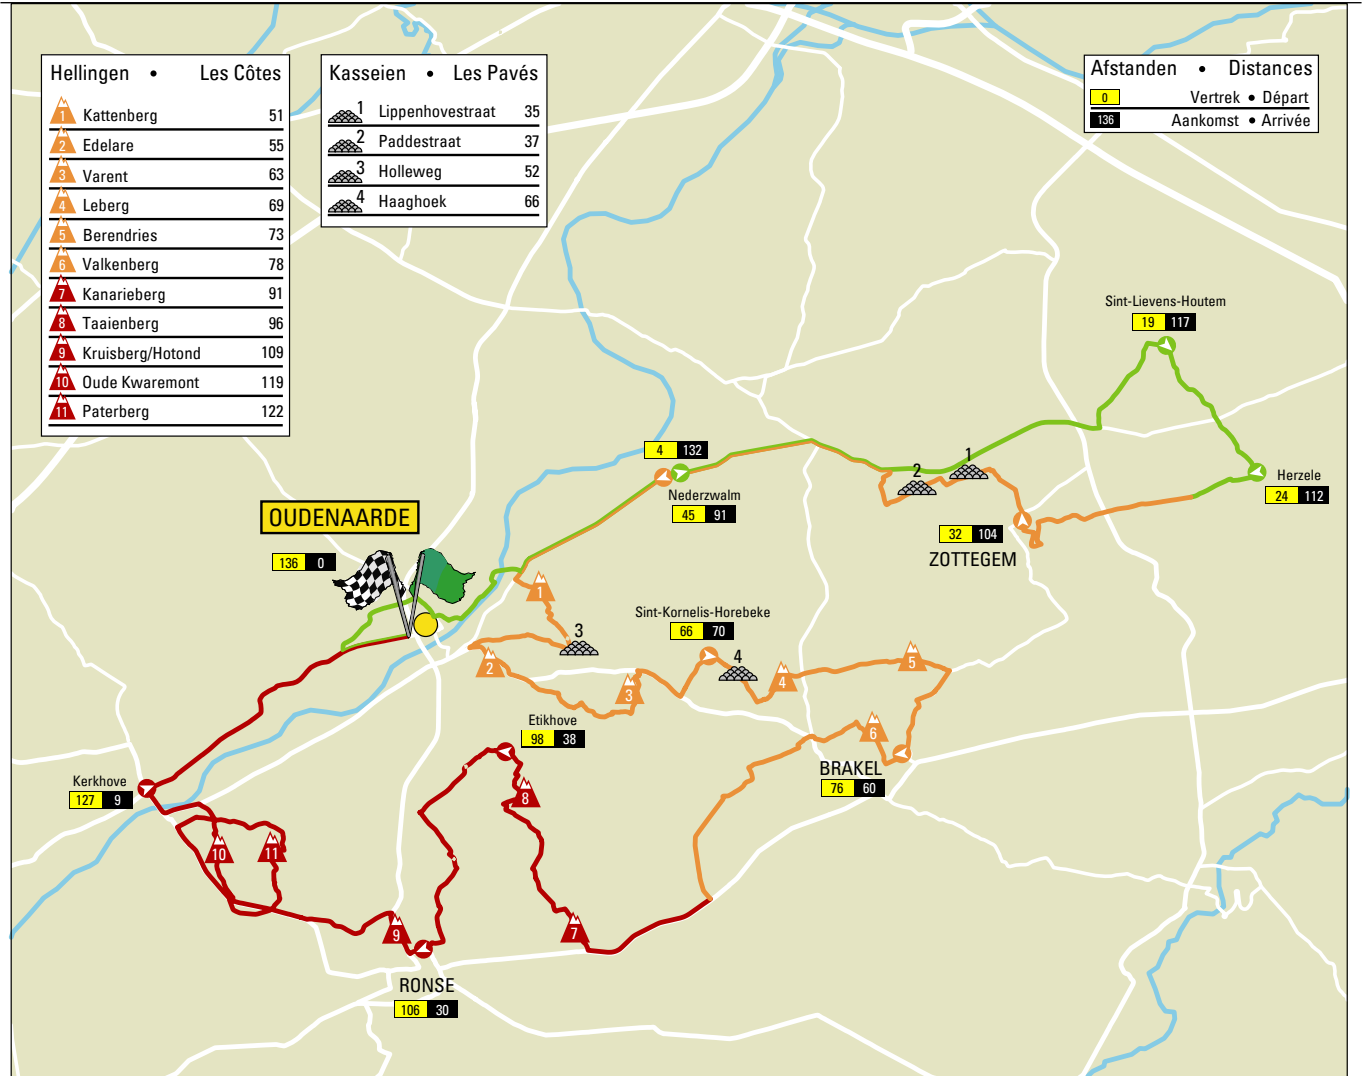 Hellingen • Les Côtes
1 Kattenberg 51
2 Edelare 55
3 Varent 63
4 Leberg 69
5 Berendries 73
6 Valkenberg 78
7 Kanarieberg 91
8 Taaienberg 96
9 Kruisberg/Hotond 109
10 Oude Kwaremont 119
11 Paterberg 122
Kasseien • Les Pavés
1 Lippenhovestraat 35
2 Paddestraat 37
3 Holleweg 52
4 Haaghoek 66
Afstanden • Distances
0 Vertrek • Départ
136 Aankomst • Arrivée
Sint-Lievens-Houtem
19 117
4 132
Nederzwalm
45 91
2
1
Herzele
24 112
32 104
ZOTTEGEM
OUDENAARDE
136 0
1
3
2
Sint-Kornelis-Horebeke
66 70
4
3
4
5
6
Etikhove
98 38
BRAKEL
76 60
Kerkhove
127 9
8
10
11
9
7
RONSE
106 30